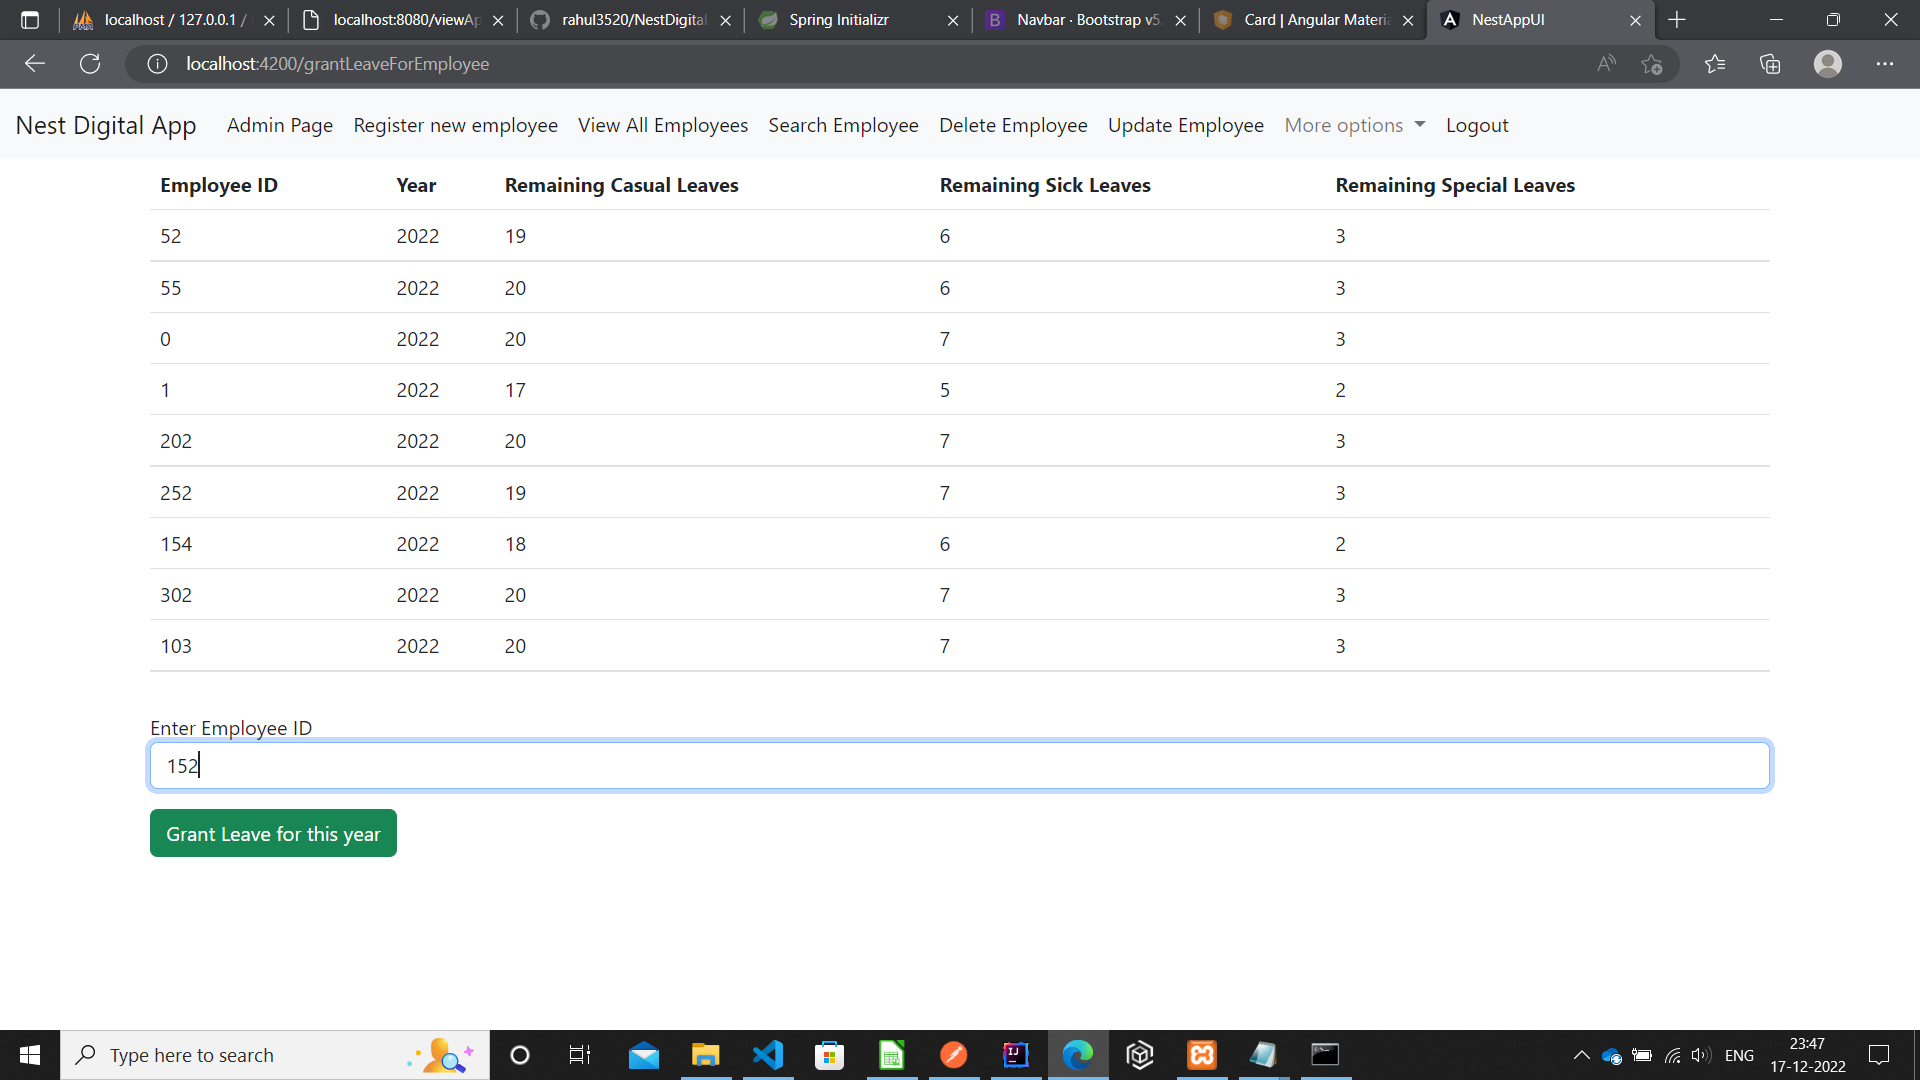 localhost / 127.0.0.1 / localhost:8080/viewAp rahul3520/NestDigital Spring Initializr Navbar · Bootstrap v5. Card | Angular Materia NestAppUI
localhost:4200/grantLeaveForEmployee
Nest Digital App Admin Page Register new employee View All Employees Search Employee Delete Employee Update Employee More options Logout
Employee ID Year Remaining Casual Leaves Remaining Sick Leaves Remaining Special Leaves
52 2022 19 6 3
55 2022 20 6 3
0 2022 20 7 3
1 2022 17 5 2
202 2022 20 7 3
252 2022 19 7 3
154 2022 18 6 2
302 2022 20 7 3
103 2022 20 7 3
Enter Employee ID
152
Grant Leave for this year
Type here to search
ENG
23:47
17-12-2022